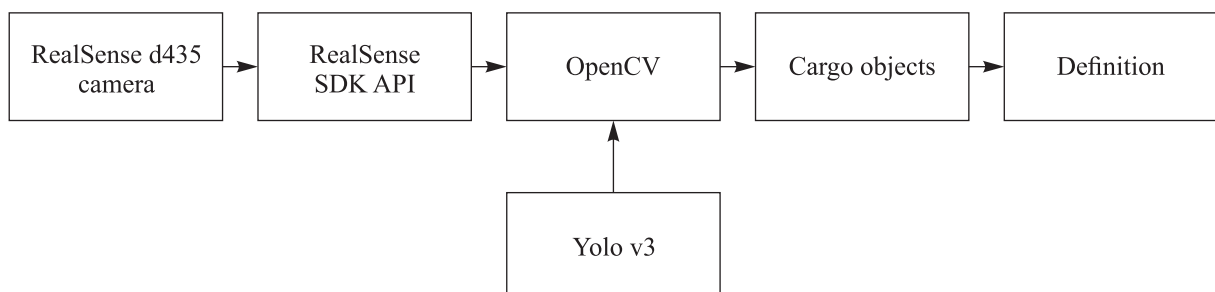 RealSense d435
camera
RealSense
SDK API
OpenCV
Cargo objects
Definition
Yolo v3